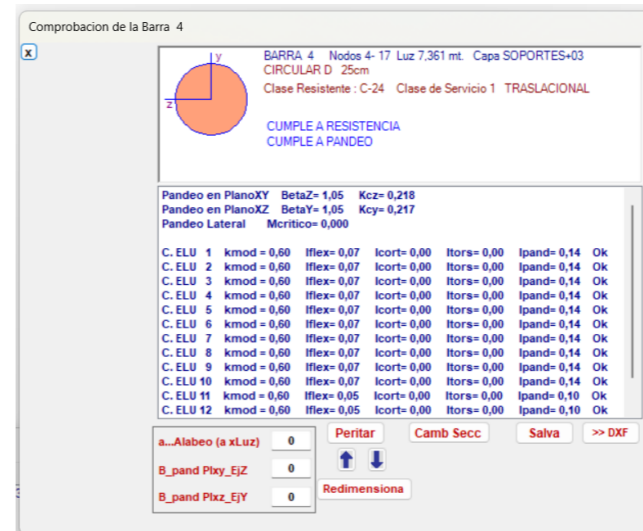 Comprobacion de la Barra 4
x
y
z
BARRA 4 Nodos 4- 17 Luz 7,361 mt. Capa SOPORTES+03
CIRCULAR D 25cm
Clase Resistente : C-24 Clase de Servicio 1 TRASLACIONAL
CUMPLE A RESISTENCIA
CUMPLE A PANDEO
Pandeo en PlanoXY BetaZ= 1,05 Kcz= 0,218
Pandeo en PlanoXZ BetaY= 1,05 Kcy= 0,217
Pandeo Lateral Mcritico= 0,000
C. ELU 1 kmod = 0,60 Iflex= 0,07 Icort= 0,00 Itors= 0,00 Ipand= 0,14 Ok
C. ELU 2 kmod = 0,60 Iflex= 0,07 Icort= 0,00 Itors= 0,00 Ipand= 0,14 Ok
C. ELU 3 kmod = 0,60 Iflex= 0,07 Icort= 0,00 Itors= 0,00 Ipand= 0,14 Ok
C. ELU 4 kmod = 0,60 Iflex= 0,07 Icort= 0,00 Itors= 0,00 Ipand= 0,14 Ok
C. ELU 5 kmod = 0,60 Iflex= 0,07 Icort= 0,00 Itors= 0,00 Ipand= 0,14 Ok
C. ELU 6 kmod = 0,60 Iflex= 0,07 Icort= 0,00 Itors= 0,00 Ipand= 0,14 Ok
C. ELU 7 kmod = 0,60 Iflex= 0,07 Icort= 0,00 Itors= 0,00 Ipand= 0,14 Ok
C. ELU 8 kmod = 0,60 Iflex= 0,07 Icort= 0,00 Itors= 0,00 Ipand= 0,14 Ok
C. ELU 9 kmod = 0,60 Iflex= 0,07 Icort= 0,00 Itors= 0,00 Ipand= 0,14 Ok
C. ELU 10 kmod = 0,60 Iflex= 0,07 Icort= 0,00 Itors= 0,00 Ipand= 0,14 Ok
C. ELU 11 kmod = 0,60 Iflex= 0,05 Icort= 0,00 Itors= 0,00 Ipand= 0,10 Ok
C. ELU 12 kmod = 0,60 Iflex= 0,05 Icort= 0,00 Itors= 0,00 Ipand= 0,10 Ok
a...Alabeo (a xLuz) 0
B_pand Plxy_EjZ 0
B_pand Plxz_EjY 0
Peritar Camb Secc Salva >> DXF
Redimensiona